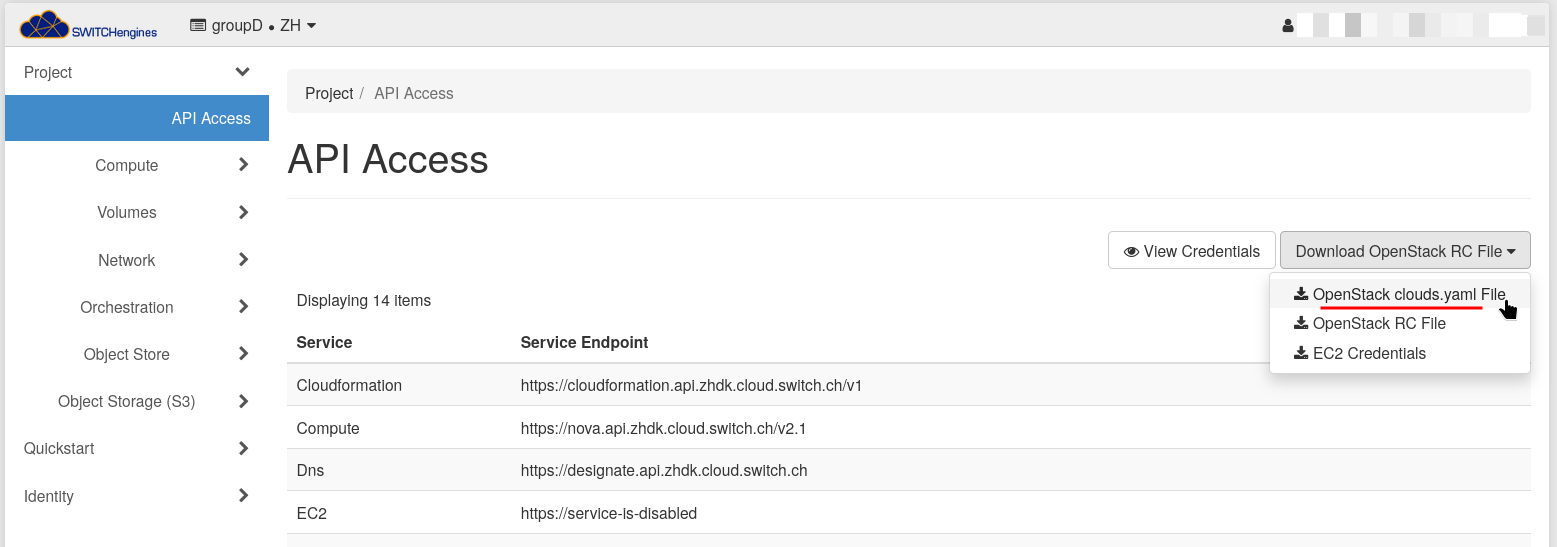 SWITCHengines groupD • ZH
Project
API Access
Compute
Volumes
Network
Orchestration
Object Store
Object Storage (S3)
Quickstart
Identity
Project / API Access
API Access
View Credentials Download OpenStack RC File
OpenStack clouds.yaml File
OpenStack RC File
EC2 Credentials
Displaying 14 items
Service Service Endpoint
Cloudformation https://cloudformation.api.zhdk.cloud.switch.ch/v1
Compute https://nova.api.zhdk.cloud.switch.ch/v2.1
Dns https://designate.api.zhdk.cloud.switch.ch
EC2 https://service-is-disabled